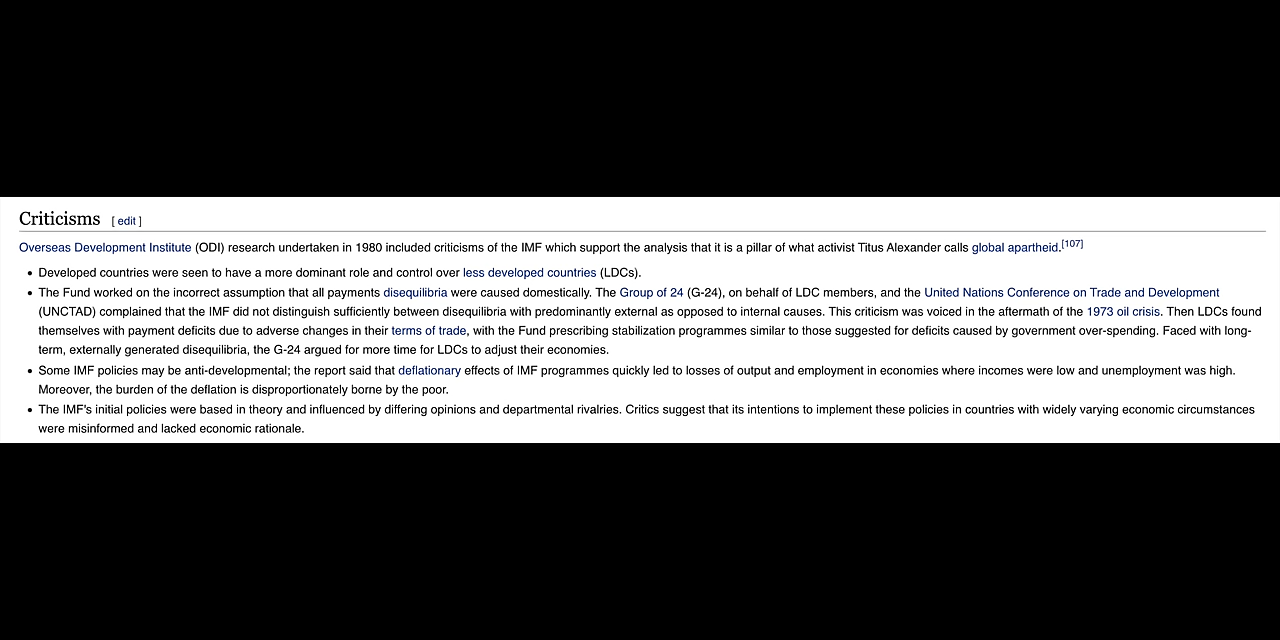 Criticisms [ edit ]
Overseas Development Institute (ODI) research undertaken in 1980 included criticisms of the IMF which support the analysis that it is a pillar of what activist Titus Alexander calls global apartheid.[107]
• Developed countries were seen to have a more dominant role and control over less developed countries (LDCs).
• The Fund worked on the incorrect assumption that all payments disequilibria were caused domestically. The Group of 24 (G-24), on behalf of LDC members, and the United Nations Conference on Trade and Development
(UNCTAD) complained that the IMF did not distinguish sufficiently between disequilibria with predominantly external as opposed to internal causes. This criticism was voiced in the aftermath of the 1973 oil crisis. Then LDCs found
themselves with payment deficits due to adverse changes in their terms of trade, with the Fund prescribing stabilization programmes similar to those suggested for deficits caused by government over-spending. Faced with long-
term, externally generated disequilibria, the G-24 argued for more time for LDCs to adjust their economies.
• Some IMF policies may be anti-developmental; the report said that deflationary effects of IMF programmes quickly led to losses of output and employment in economies where incomes were low and unemployment was high.
Moreover, the burden of the deflation is disproportionately borne by the poor.
• The IMF's initial policies were based in theory and influenced by differing opinions and departmental rivalries. Critics suggest that its intentions to implement these policies in countries with widely varying economic circumstances
were misinformed and lacked economic rationale.